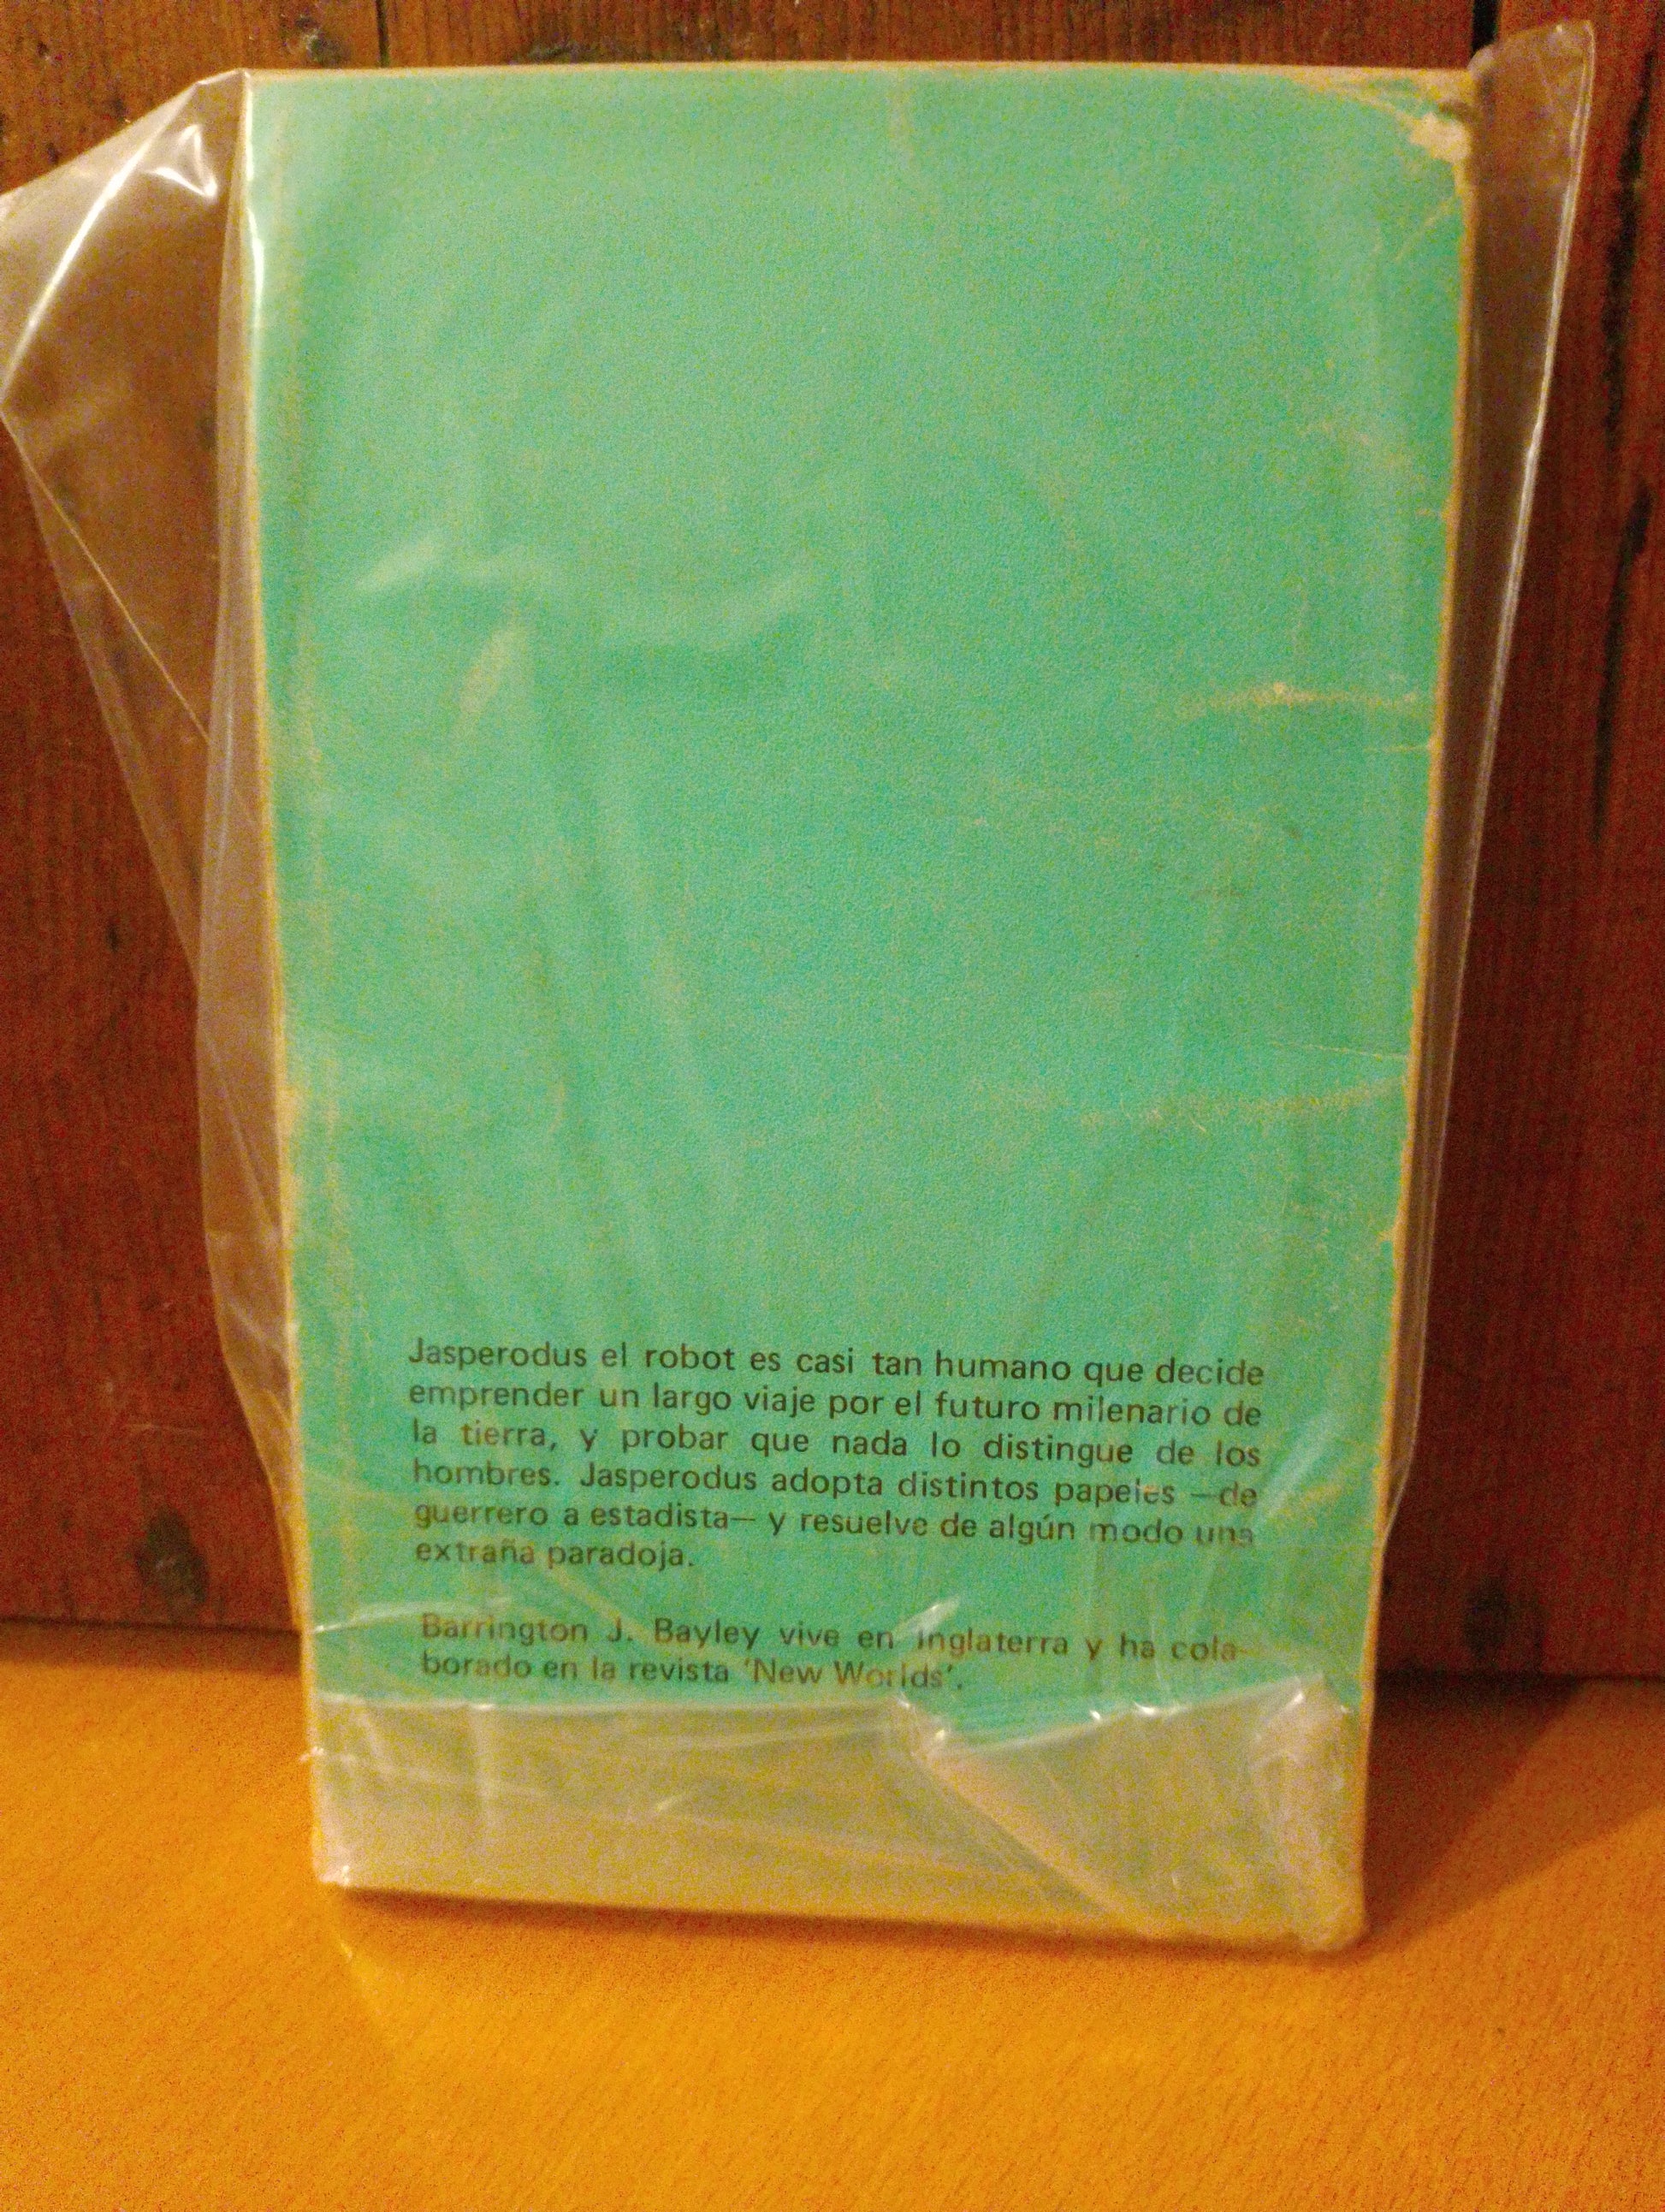 Jasperodus el robot es casi tan humano que decide
emprender un largo viaje por el futuro milenario de
la tierra, y probar que nada lo distingue de los
hombres. Jasperodus adopta distintos papeles —de
guerrero a estadista— y resuelve de algún modo una
extraña paradoja.
Barrington J. Bayley vive en Inglaterra y ha cola-
borado en la revista 'New Worlds'.